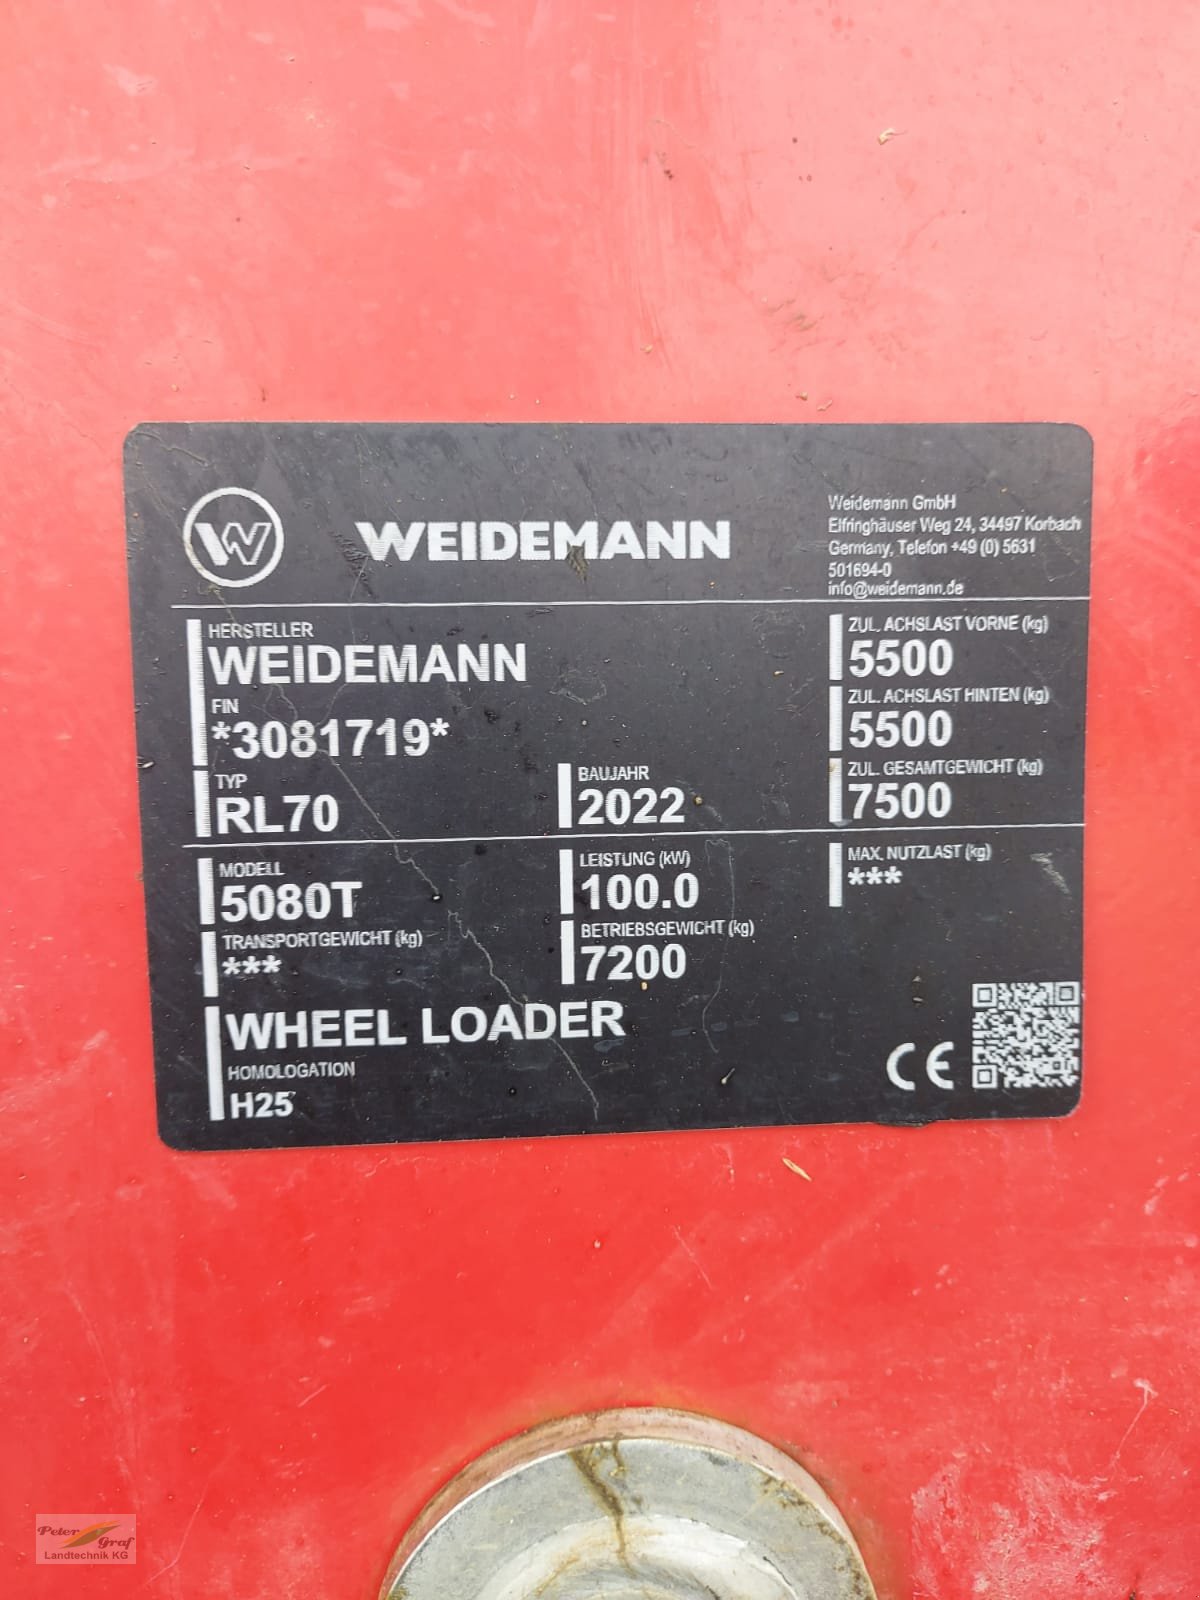 W
WEIDEMANN
Weidemann GmbH
Elfringhäuser Weg 24, 34497 Korbach
Germany, Telefon +49 (0) 5631
501694-0
info@weidemann.de
HERSTELLER
WEIDEMANN
FIN
*3081719*
TYP
RL70
BAUJAHR
2022
ZUL. ACHSLAST VORNE (kg)
5500
ZUL. ACHSLAST HINTEN (kg)
5500
ZUL. GESAMTGEWICHT (kg)
7500
MODELL
5080T
LEISTUNG (kW)
100.0
MAX. NUTZLAST (kg)
***
TRANSPORTGEWICHT (kg)
***
BETRIEBSGEWICHT (kg)
7200
WHEEL LOADER
HOMOLOGATION
H25
CE
Peter
Graf
Landtechnik KG